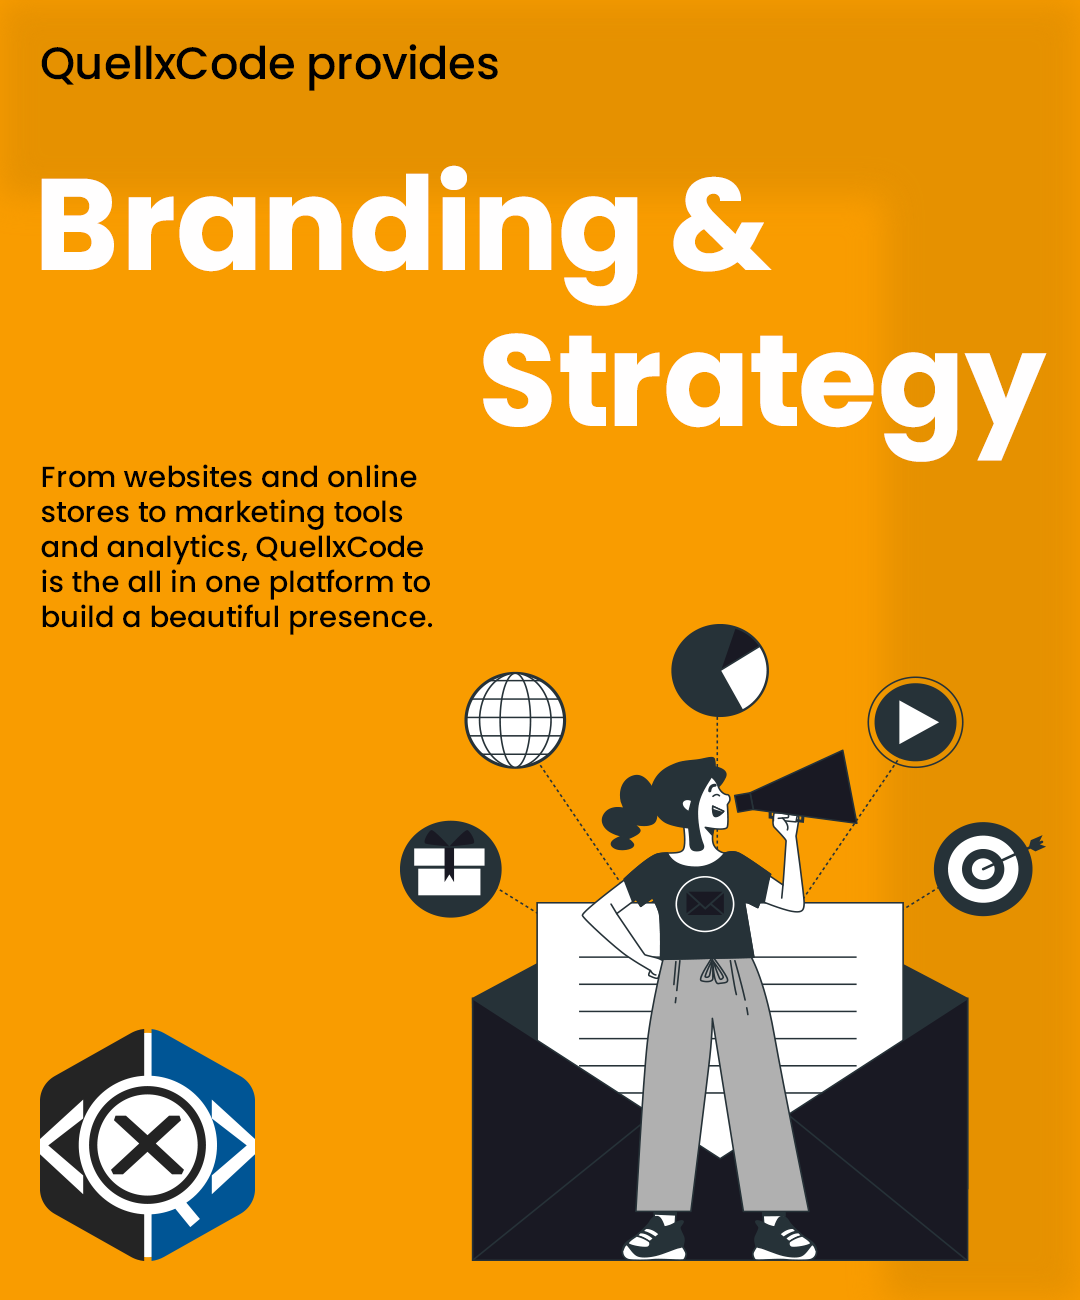 QuellxCode provides
Branding &
Strategy
From websites and online
stores to marketing tools
and analytics, QuellxCode
is the all in one platform to
build a beautiful presence.
X